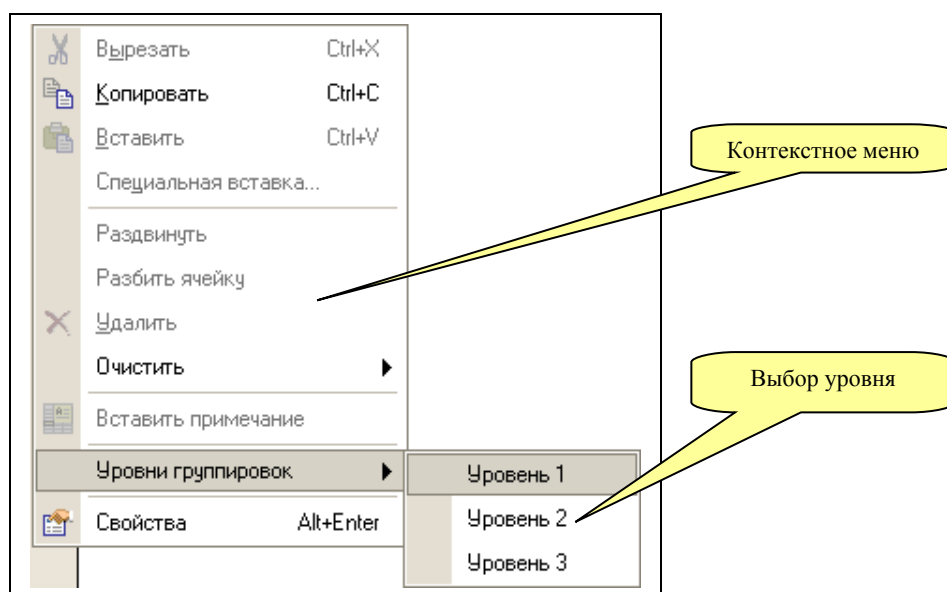 Вырезать Ctrl+X
Копировать Ctrl+C
Вставить Ctrl+V
Специальная вставка...
Раздвинуть
Разбить ячейку
Удалить
Очистить
Вставить примечание
Уровни группировок
Свойства Alt+Enter
Уровень 1
Уровень 2
Уровень 3
Контекстное меню
Выбор уровня